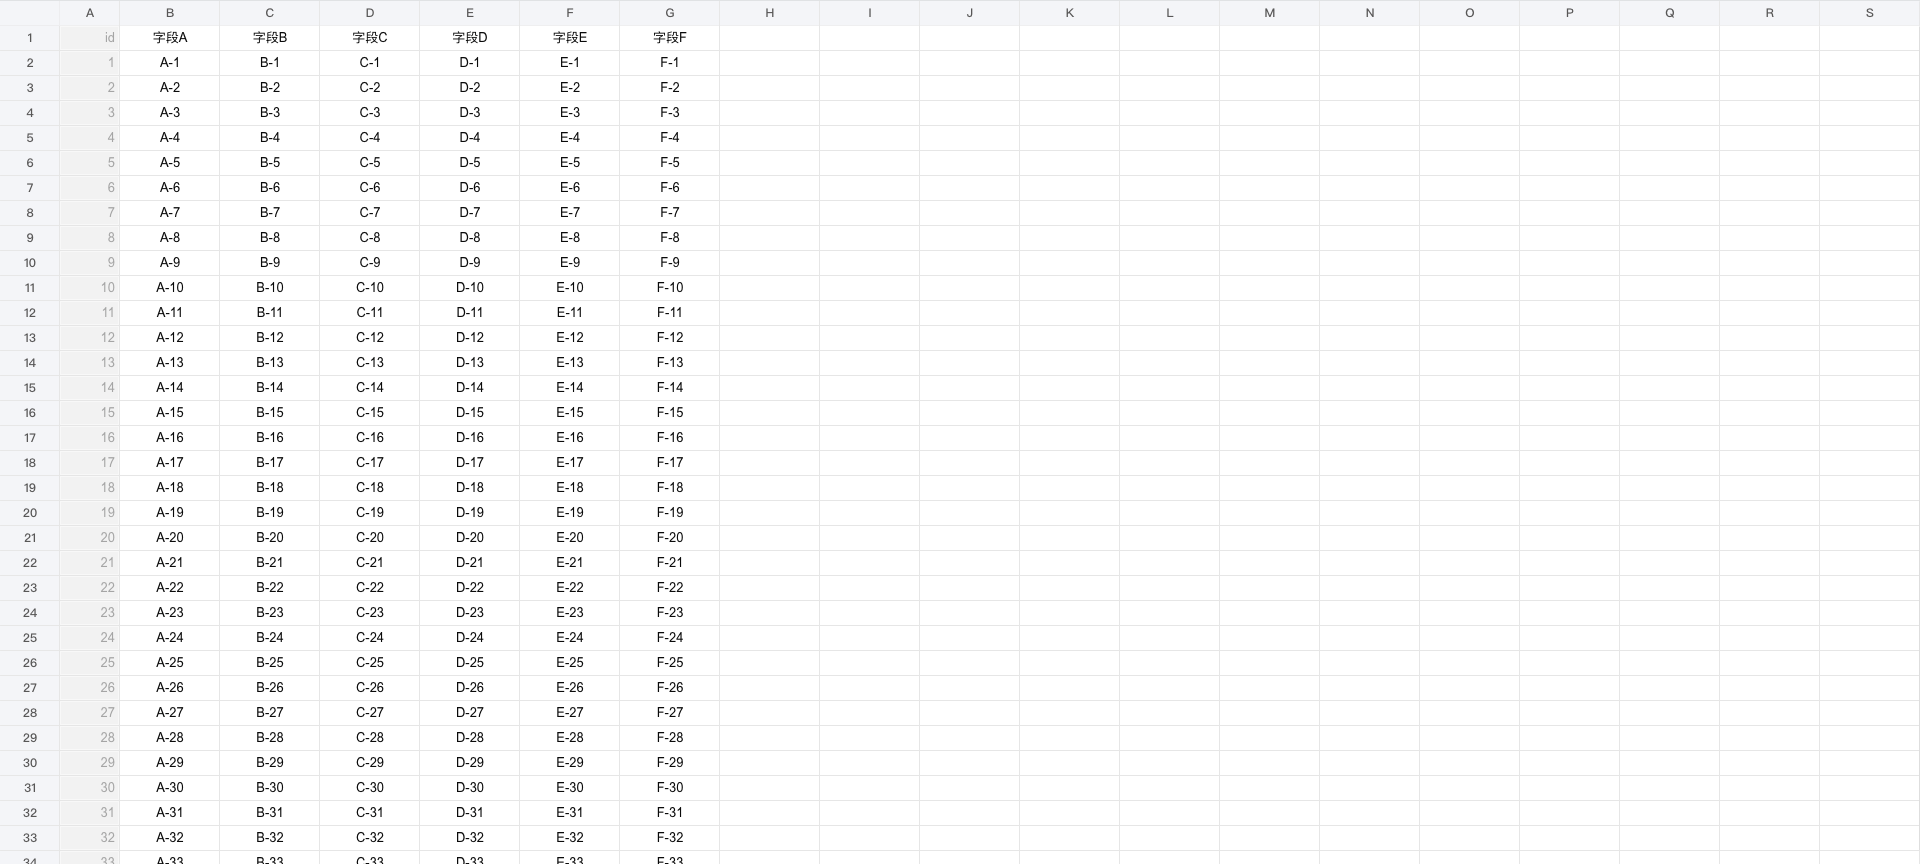 A B C D E F G H I J K L M N O P Q R S
1 id 字段A 字段B 字段C 字段D 字段E 字段F
2 1 A-1 B-1 C-1 D-1 E-1 F-1
3 2 A-2 B-2 C-2 D-2 E-2 F-2
4 3 A-3 B-3 C-3 D-3 E-3 F-3
5 4 A-4 B-4 C-4 D-4 E-4 F-4
6 5 A-5 B-5 C-5 D-5 E-5 F-5
7 6 A-6 B-6 C-6 D-6 E-6 F-6
8 7 A-7 B-7 C-7 D-7 E-7 F-7
9 8 A-8 B-8 C-8 D-8 E-8 F-8
10 9 A-9 B-9 C-9 D-9 E-9 F-9
11 10 A-10 B-10 C-10 D-10 E-10 F-10
12 11 A-11 B-11 C-11 D-11 E-11 F-11
13 12 A-12 B-12 C-12 D-12 E-12 F-12
14 13 A-13 B-13 C-13 D-13 E-13 F-13
15 14 A-14 B-14 C-14 D-14 E-14 F-14
16 15 A-15 B-15 C-15 D-15 E-15 F-15
17 16 A-16 B-16 C-16 D-16 E-16 F-16
18 17 A-17 B-17 C-17 D-17 E-17 F-17
19 18 A-18 B-18 C-18 D-18 E-18 F-18
20 19 A-19 B-19 C-19 D-19 E-19 F-19
21 20 A-20 B-20 C-20 D-20 E-20 F-20
22 21 A-21 B-21 C-21 D-21 E-21 F-21
23 22 A-22 B-22 C-22 D-22 E-22 F-22
24 23 A-23 B-23 C-23 D-23 E-23 F-23
25 24 A-24 B-24 C-24 D-24 E-24 F-24
26 25 A-25 B-25 C-25 D-25 E-25 F-25
27 26 A-26 B-26 C-26 D-26 E-26 F-26
28 27 A-27 B-27 C-27 D-27 E-27 F-27
29 28 A-28 B-28 C-28 D-28 E-28 F-28
30 29 A-29 B-29 C-29 D-29 E-29 F-29
31 30 A-30 B-30 C-30 D-30 E-30 F-30
32 31 A-31 B-31 C-31 D-31 E-31 F-31
33 32 A-32 B-32 C-32 D-32 E-32 F-32
34 33 A-33 B-33 C-33 D-33 E-33 F-33